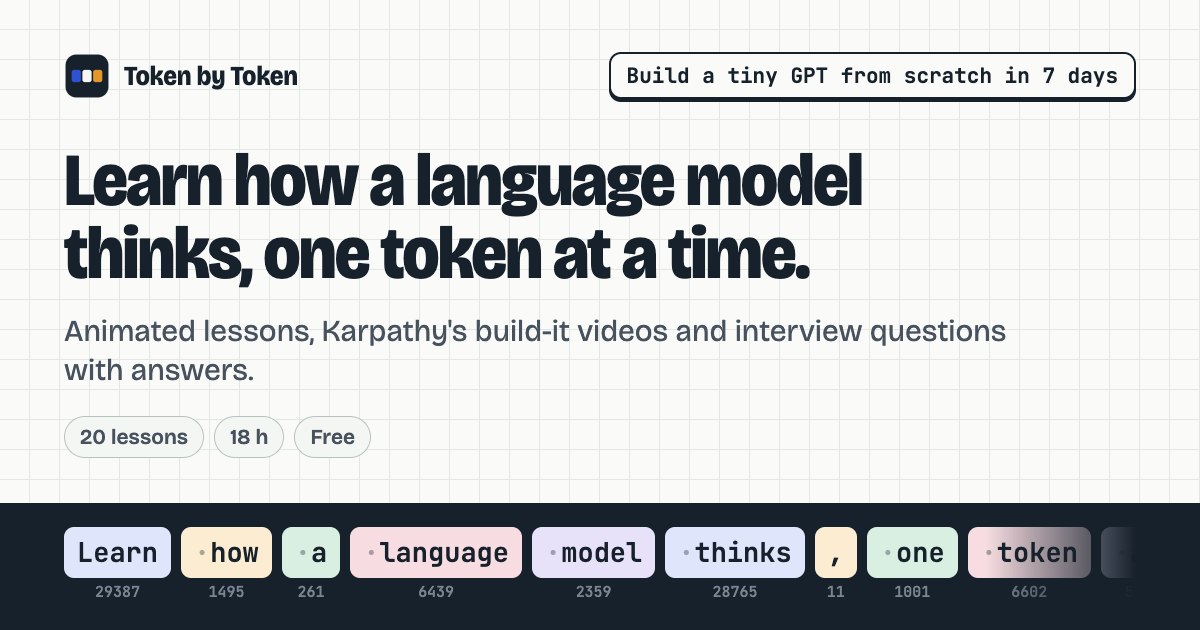 Token by Token
Build a tiny GPT from scratch in 7 days
Learn how a language model
thinks, one token at a time.
Animated lessons, Karpathy's build-it videos and interview questions
with answers.
20 lessons 18 h Free
Learn ·how ·a ·language ·model ·thinks , ·one ·token
29387 1495 261 6439 2359 28765 11 1001 6602